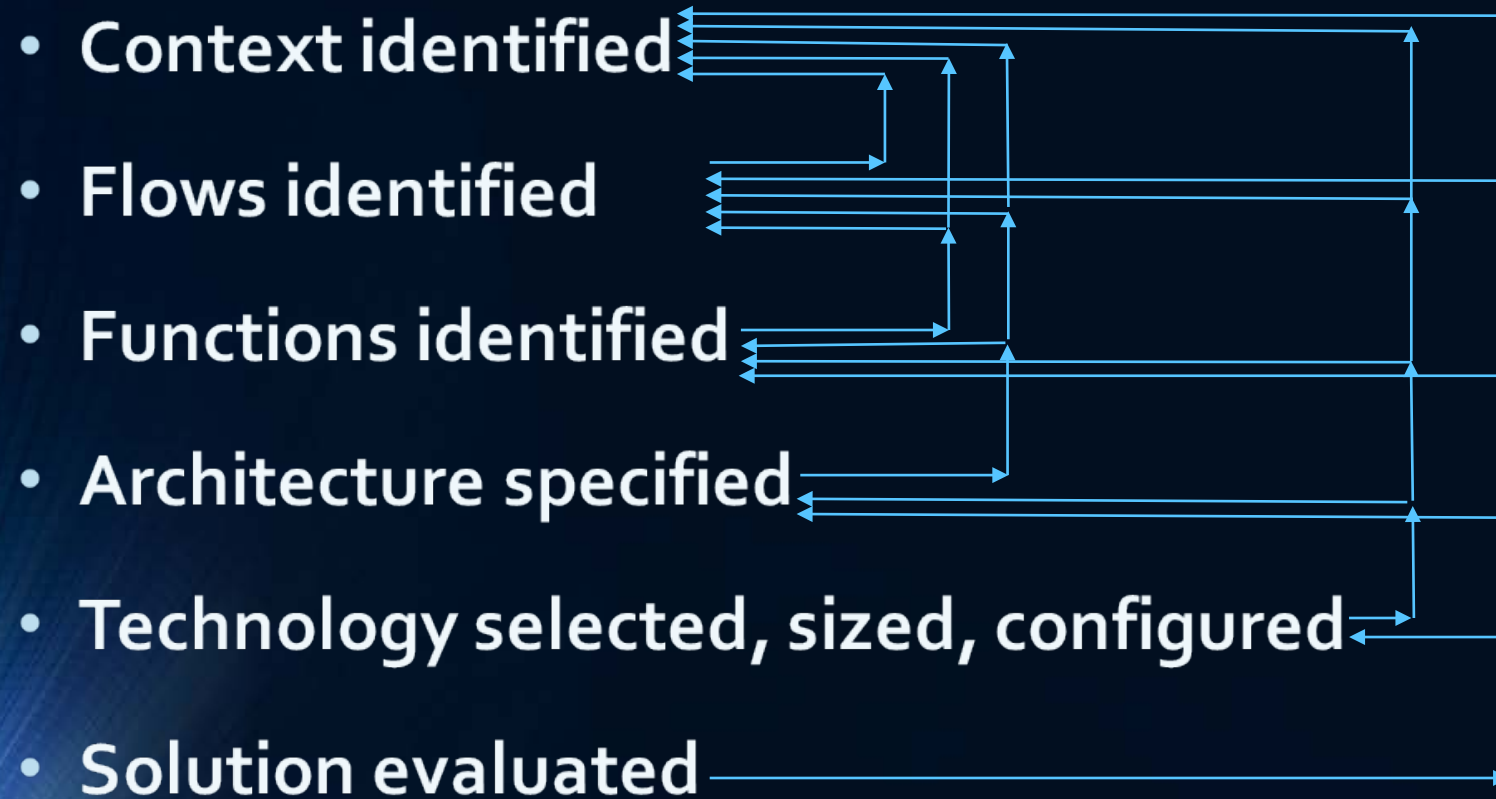 • Context identified
• Flows identified
• Functions identified
• Architecture specified
• Technology selected, sized, configured
• Solution evaluated